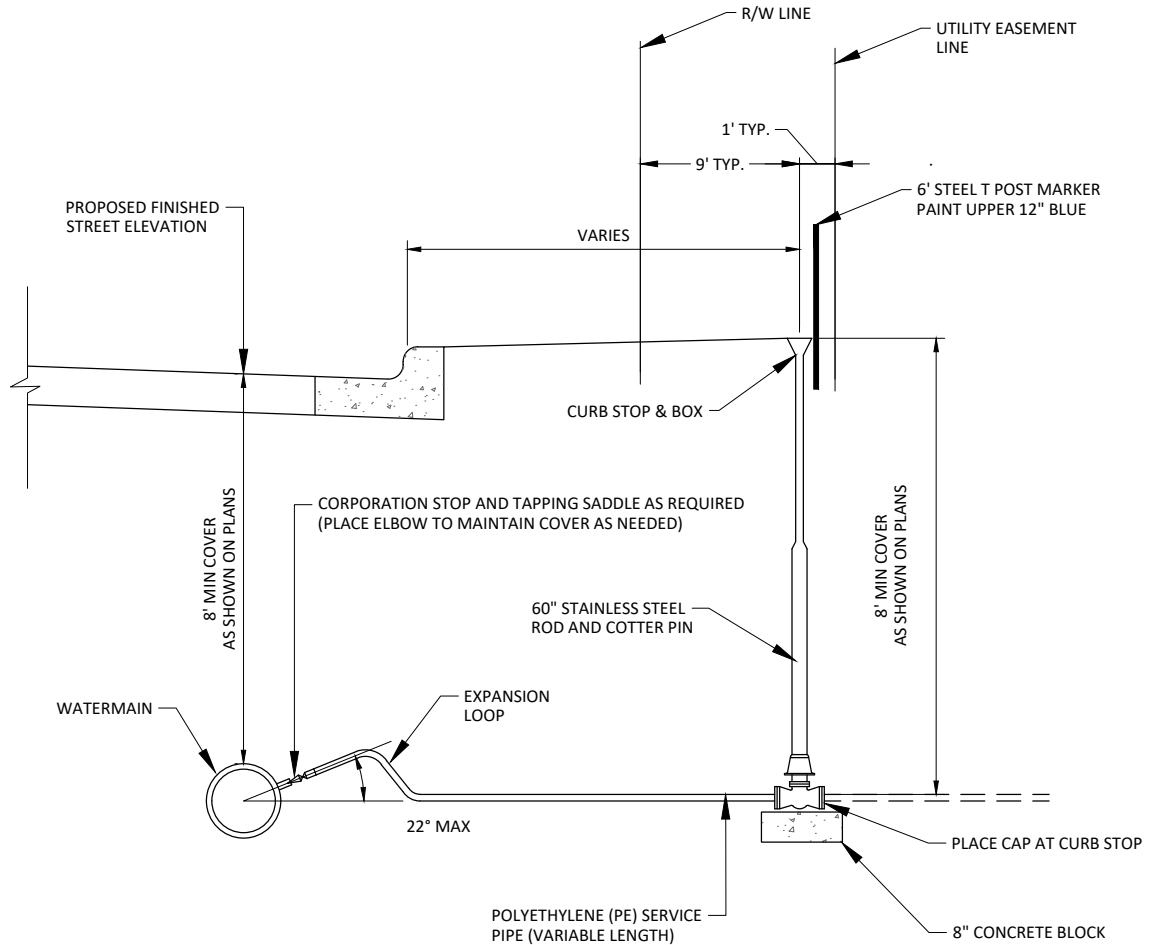 R/W LINE
UTILITY EASEMENT
LINE
1' TYP.
9' TYP.
6' STEEL T POST MARKER
PAINT UPPER 12" BLUE
PROPOSED FINISHED
STREET ELEVATION
VARIES
CURB STOP & BOX
8' MIN COVER
AS SHOWN ON PLANS
CORPORATION STOP AND TAPPING SADDLE AS REQUIRED
(PLACE ELBOW TO MAINTAIN COVER AS NEEDED)
8' MIN COVER
AS SHOWN ON PLANS
60" STAINLESS STEEL
ROD AND COTTER PIN
EXPANSION
LOOP
WATERMAIN
22° MAX
PLACE CAP AT CURB STOP
POLYETHYLENE (PE) SERVICE
PIPE (VARIABLE LENGTH)
8" CONCRETE BLOCK